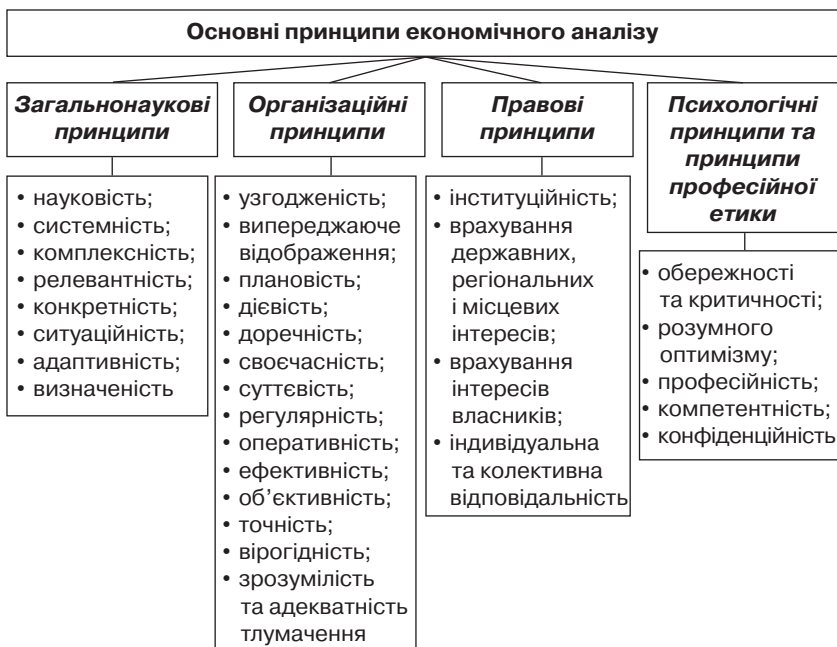 Основні принципи економічного аналізу
Загальнонаукові
принципи
• науковість;
• системність;
• комплексність;
• релевантність;
• конкретність;
• ситуаційність;
• адаптивність;
• визначеність
Організаційні
принципи
• узгодженість;
• випереджаюче
відображення;
• плановість;
• дієвість;
• доречність;
• своєчасність;
• суттєвість;
• регулярність;
• оперативність;
• ефективність;
• об’єктивність;
• точність;
• вірогідність;
• зрозумілість
та адекватність
тлумачення
Правові
принципи
• інституційність;
• врахування
державних,
регіональних
і місцевих
інтересів;
• врахування
інтересів
власників;
• індивідуальна
та колективна
відповідальність
Психологічні
принципи та
принципи
професійної
етики
• обережності
та критичності;
• розумного
оптимізму;
• професійність;
• компетентність;
• конфіденційність